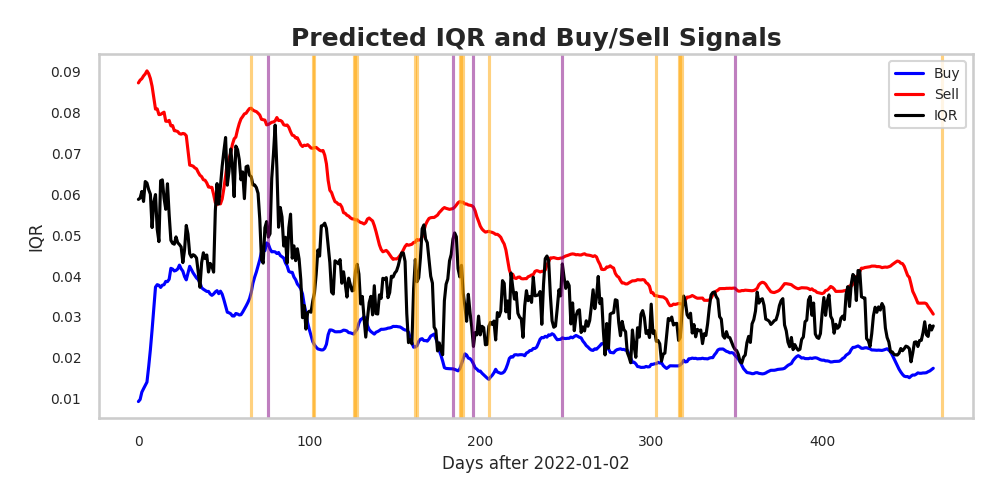 Predicted IQR and Buy/Sell Signals
0.09
0.08
0.07
0.06
0.05
0.04
0.03
0.02
0.01
IQR
Buy
Sell
IQR
0 100 200 300 400
Days after 2022-01-02